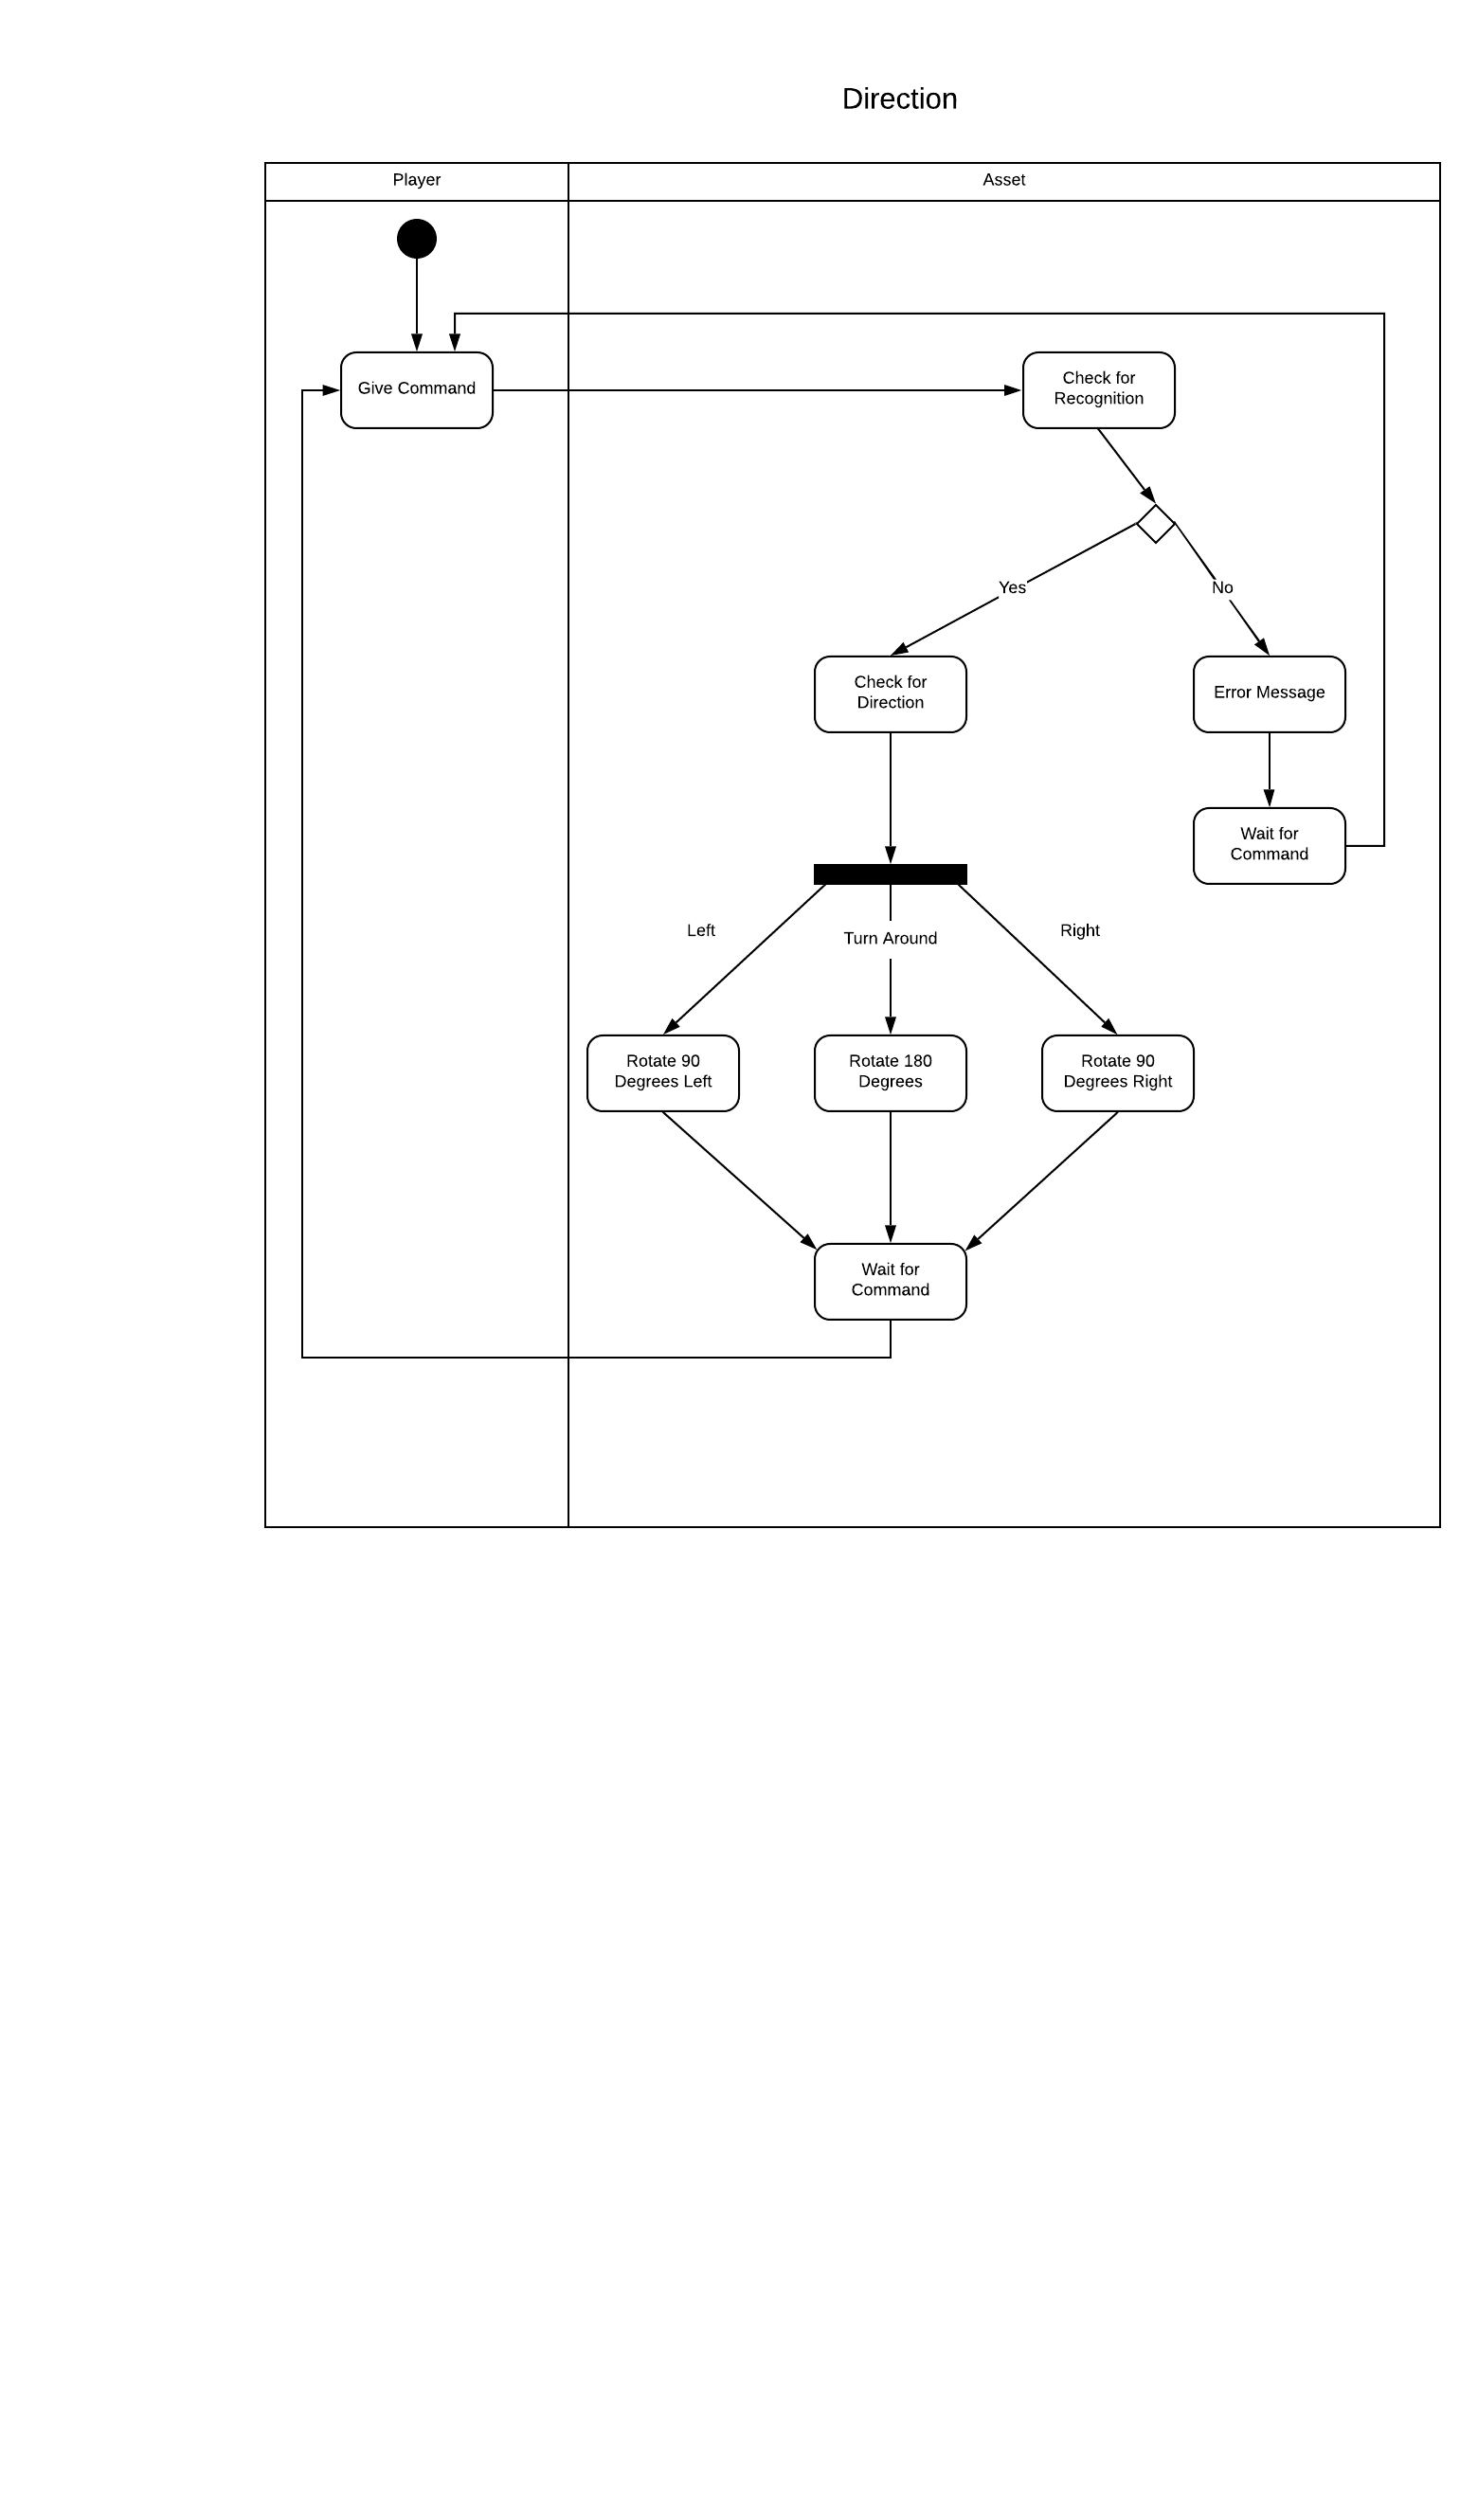 Direction
Player
Asset
Give Command
Check for
Recognition
Yes
No
Check for
Direction
Error Message
Wait for
Command
Left
Turn Around
Right
Rotate 90
Degrees Left
Rotate 180
Degrees
Rotate 90
Degrees Right
Wait for
Command